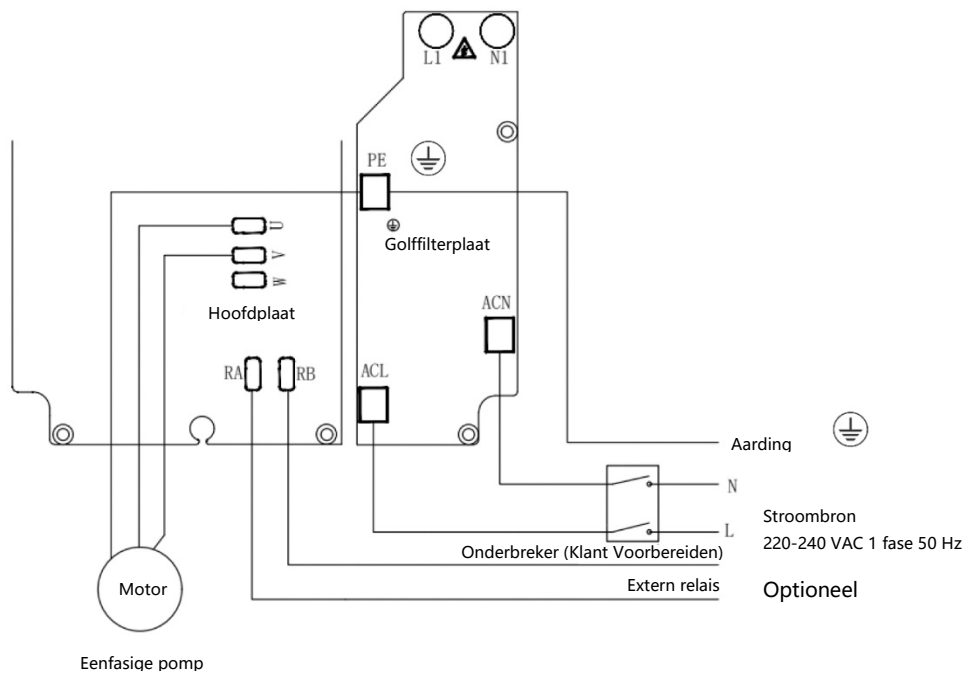 L1
N1
PE
Golffilterplaat
U
V
W
Hoofdplaat
ACN
RA
RB
ACL
Aarding
N
L
Stroombron
220-240 VAC 1 fase 50 Hz
Onderbreker (Klant Voorbereiden)
Extern relais
Optioneel
Motor
Eenfasige pomp